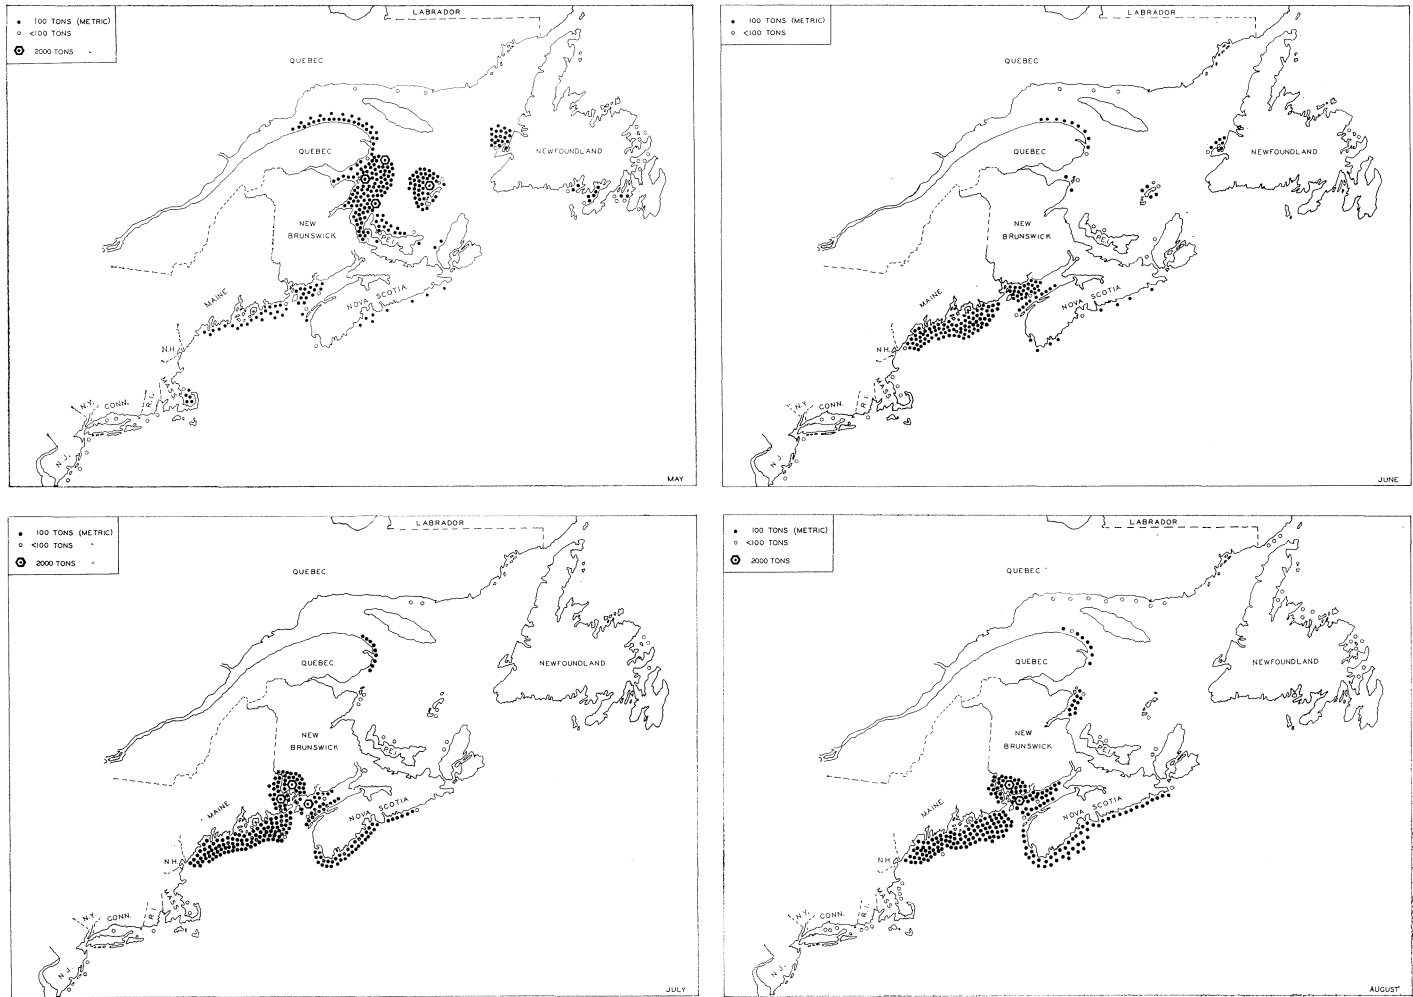 100 TONS (METRIC)
<100 TONS
2000 TONS "
LABRADOR
QUEBEC
QUEBEC
NEWFOUNDLAND
NEW
BRUNSWICK
P.E.I.
MAINE
NOVA SCOTIA
N.H.
MASS
R.I.
CONN.
N.Y.
N.J.
MAY
100 TONS (METRIC)
<100 TONS
LABRADOR
QUEBEC
QUEBEC
NEWFOUNDLAND
NEW
BRUNSWICK
P.E.I.
MAINE
NOVA SCOTIA
N.H.
MASS
R.I.
CONN.
N.Y.
N.J.
JUNE
100 TONS (METRIC)
<100 TONS "
2000 TONS "
LABRADOR
QUEBEC
QUEBEC
NEWFOUNDLAND
NEW
BRUNSWICK
P.E.I.
MAINE
NOVA SCOTIA
N.H.
MASS
R.I.
CONN.
N.Y.
N.J.
JULY
100 TONS (METRIC)
<100 TONS
2000 TONS
LABRADOR
QUEBEC
QUEBEC
NEWFOUNDLAND
NEW
BRUNSWICK
P.E.I.
MAINE
NOVA SCOTIA
N.H.
MASS
R.I.
CONN.
N.Y.
N.J.
AUGUST